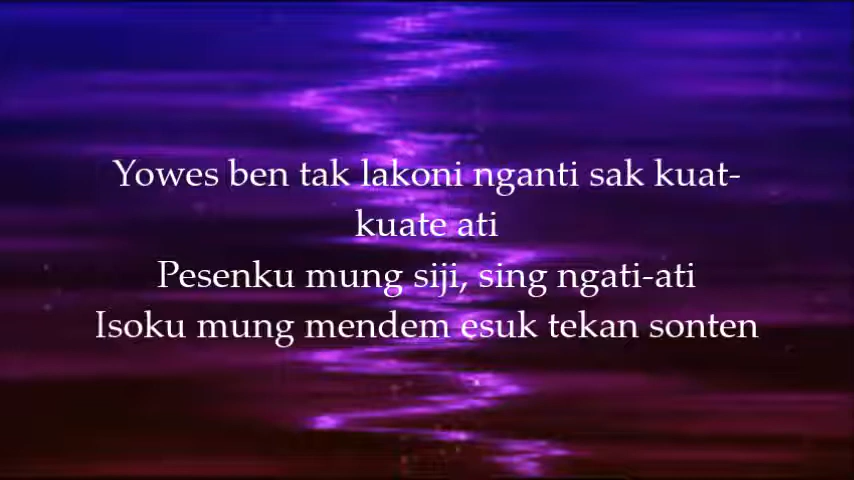 Yowes ben tak lakoni nganti sak kuat-
kuate ati
Pesenku mung siji, sing ngati-ati
Isoku mung mendem esuk tekan sonten